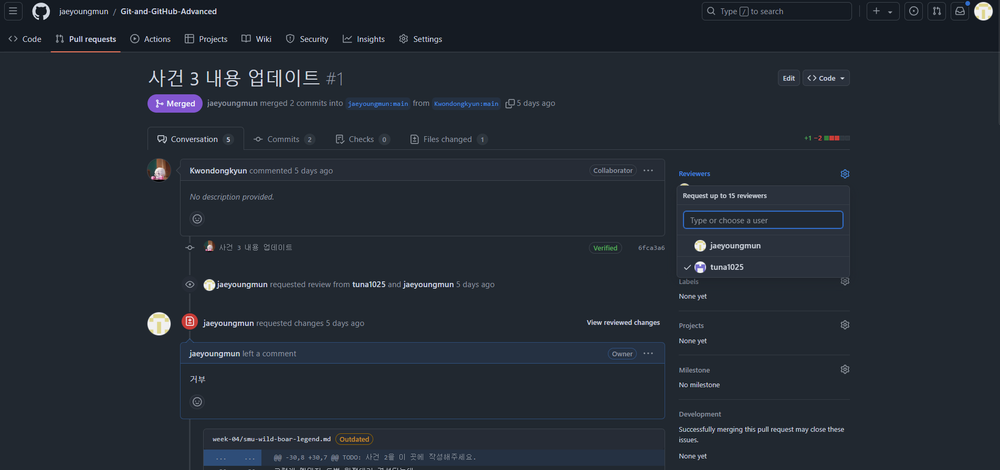 jaeyoungmun / Git-and-GitHub-Advanced
Type / to search
Code
Pull requests
Actions
Projects
Wiki
Security
Insights
Settings
사건 3 내용 업데이트 #1
Edit
<> Code
Merged
jaeyoungmun merged 2 commits into jaeyoungmun:main from Kwondongkyun:main 5 days ago
Conversation 5
Commits 2
Checks 0
Files changed 1
+1 −2
Kwondongkyun commented 5 days ago
Collaborator
No description provided.
사건 3 내용 업데이트
Verified
6fca3a6
jaeyoungmun requested review from tuna1025 and jaeyoungmun 5 days ago
jaeyoungmun requested changes 5 days ago
View reviewed changes
jaeyoungmun left a comment
Owner
거부
week-04/smu-wild-boar-legend.md
Outdated
... ... @@ -30,8 +30,7 @@ TODO: 사건 2을 이 곳에 작성해주세요.
Reviewers
Request up to 15 reviewers
Type or choose a user
jaeyoungmun
tuna1025
Labels
None yet
Projects
None yet
Milestone
No milestone
Development
Successfully merging this pull request may close these
issues.
None yet